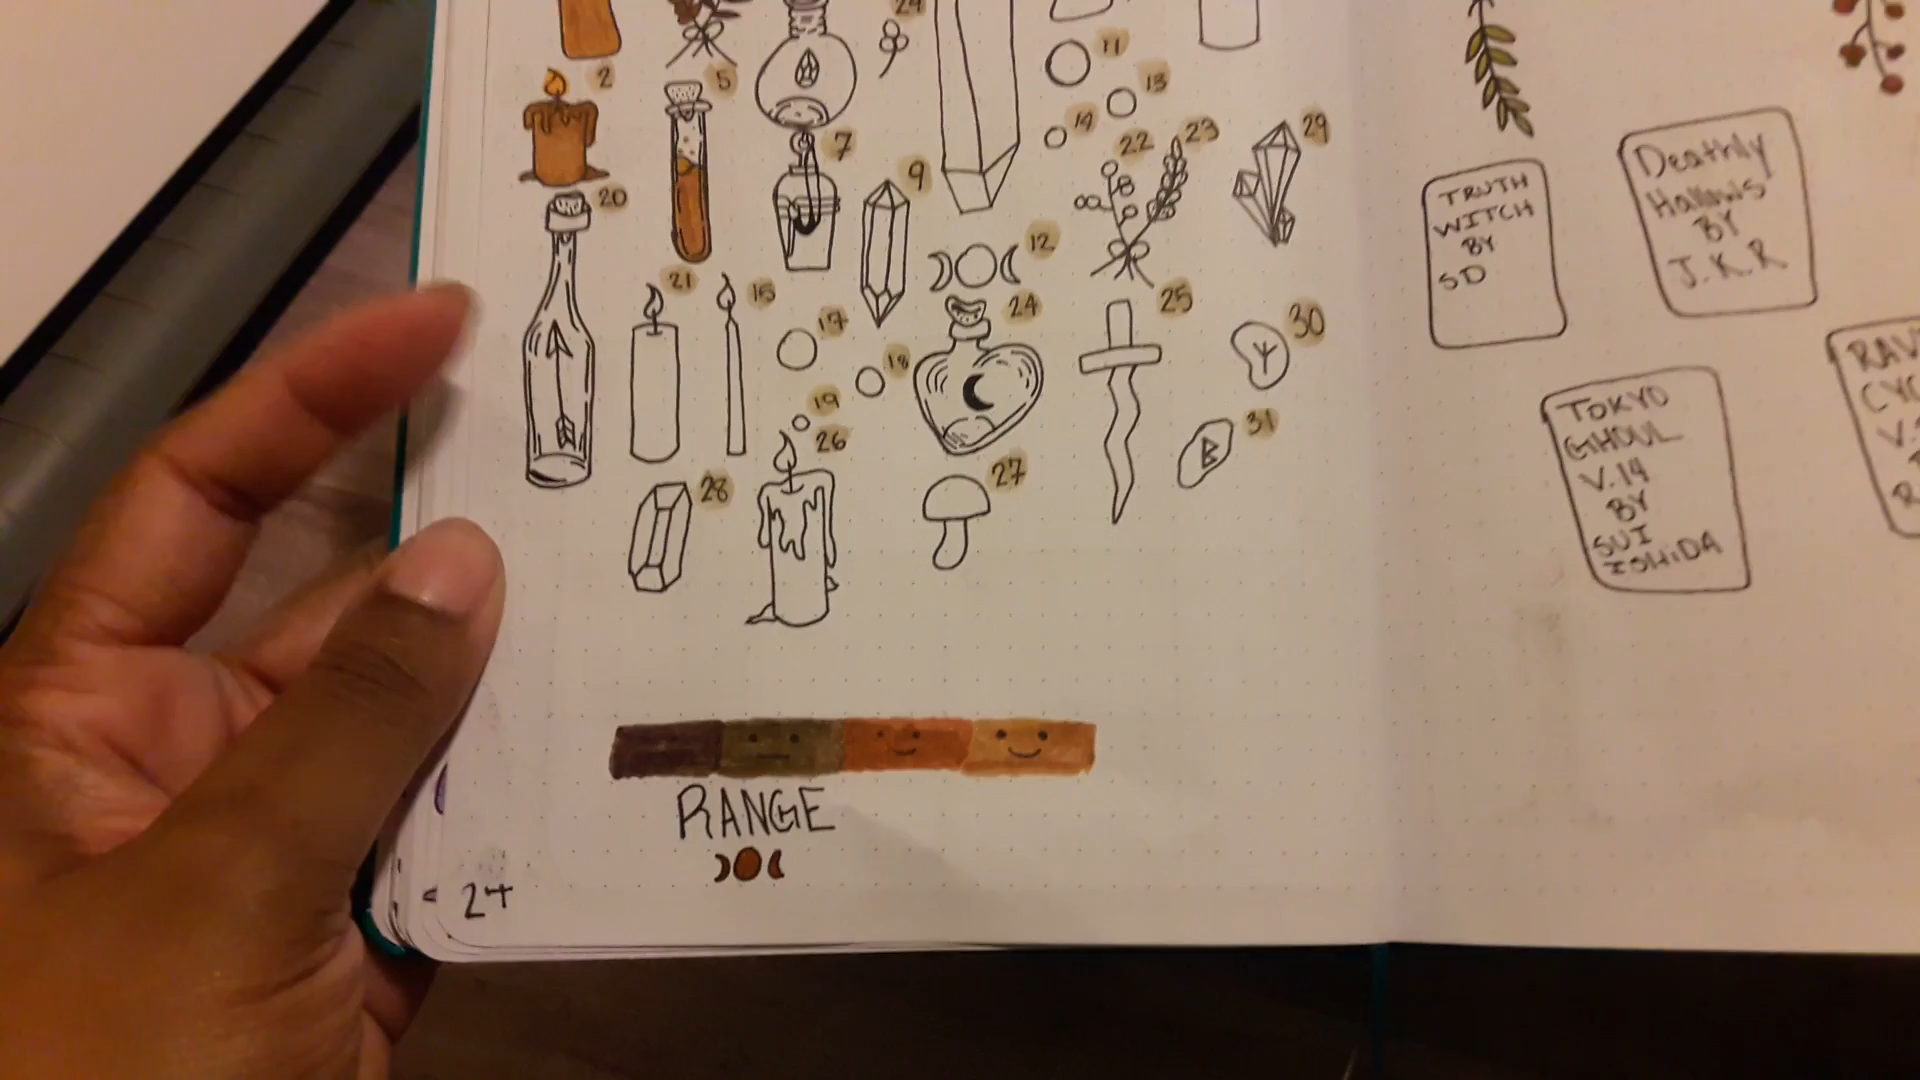 24
11
2
5
13
14
7
22
23
29
9
20
12
21
15
17
24
25
30
18
19
26
31
28
27
RANGE
24
TRUTH
WITCH
BY
SD
Deathly
Hallows
BY
J.K.R
TOKYO
GHOUL
V.14
BY
SUI
ISHIDA